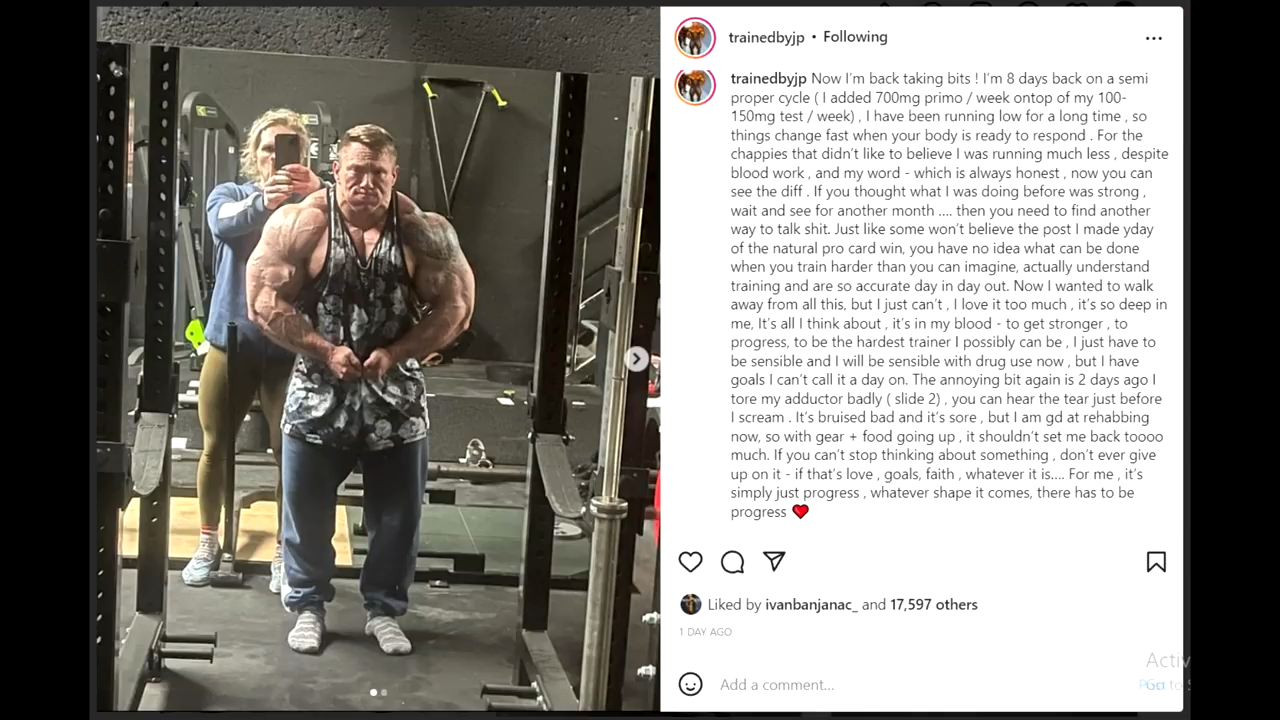 trainedbyjp • Following
trainedbyjp Now I'm back taking bits ! I'm 8 days back on a semi
proper cycle ( I added 700mg primo / week ontop of my 100-
150mg test / week) , I have been running low for a long time , so
things change fast when your body is ready to respond . For the
chappies that didn't like to believe I was running much less , despite
blood work , and my word - which is always honest , now you can
see the diff . If you thought what I was doing before was strong ,
wait and see for another month .... then you need to find another
way to talk shit. Just like some won't believe the post I made yday
of the natural pro card win, you have no idea what can be done
when you train harder than you can imagine, actually understand
training and are so accurate day in day out. Now I wanted to walk
away from all this, but I just can't , I love it too much , it's so deep in
me, It's all I think about , it's in my blood - to get stronger , to
progress, to be the hardest trainer I possibly can be , I just have to
be sensible and I will be sensible with drug use now , but I have
goals I can't call it a day on. The annoying bit again is 2 days ago I
tore my adductor badly ( slide 2) , you can hear the tear just before
I scream . It's bruised bad and it's sore , but I am gd at rehabbing
now, so with gear + food going up , it shouldn't set me back toooo
much. If you can't stop thinking about something , don't ever give
up on it - if that's love , goals, faith , whatever it is.... For me , it's
simply just progress , whatever shape it comes, there has to be
progress ❤️
Liked by ivanbanjanac_ and 17,597 others
1 DAY AGO
Activ
Go to S
Add a comment...